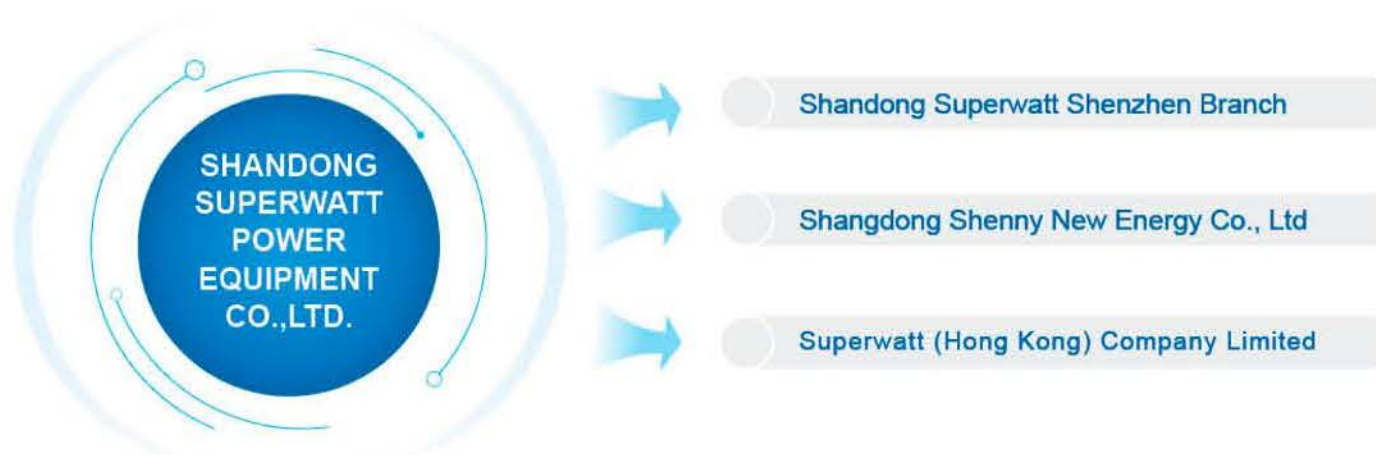 SHANDONG
SUPERWATT
POWER
EQUIPMENT
CO.,LTD.
Shandong Superwatt Shenzhen Branch
Shangdong Shenny New Energy Co., Ltd
Superwatt (Hong Kong) Company Limited